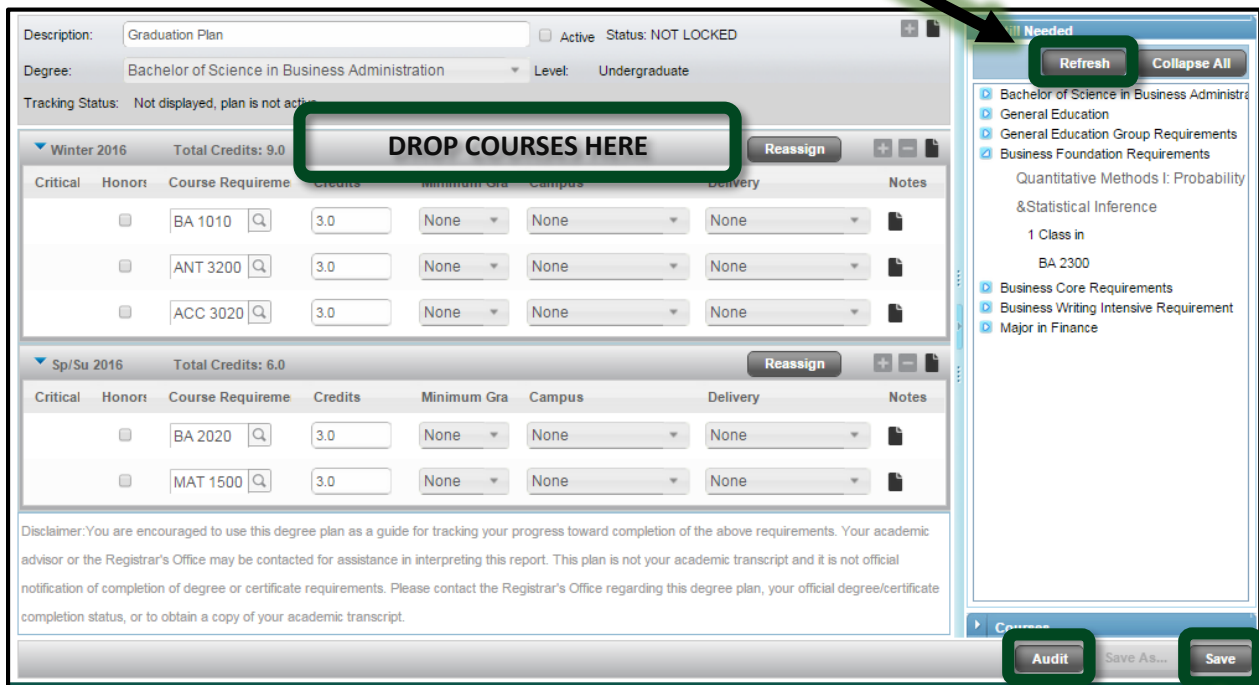 Description: Graduation Plan Active Status: NOT LOCKED
Degree: Bachelor of Science in Business Administration Level: Undergraduate
Tracking Status: Not displayed, plan is not active
Winter 2016 Total Credits: 9.0 DROP COURSES HERE Reassign
Critical Honors Course Requireme Credits Minimum Gra Campus Delivery Notes
BA 1010 3.0 None None None
ANT 3200 3.0 None None None
ACC 3020 3.0 None None None
Sp/Su 2016 Total Credits: 6.0 Reassign
Critical Honors Course Requireme Credits Minimum Gra Campus Delivery Notes
BA 2020 3.0 None None None
MAT 1500 3.0 None None None
Disclaimer:You are encouraged to use this degree plan as a guide for tracking your progress toward completion of the above requirements. Your academic
advisor or the Registrar's Office may be contacted for assistance in interpreting this report. This plan is not your academic transcript and it is not official
notification of completion of degree or certificate requirements. Please contact the Registrar's Office regarding this degree plan, your official degree/certificate
completion status, or to obtain a copy of your academic transcript.
Still Needed
Refresh Collapse All
Bachelor of Science in Business Administra
General Education
General Education Group Requirements
Business Foundation Requirements
Quantitative Methods I: Probability
&Statistical Inference
1 Class in
BA 2300
Business Core Requirements
Business Writing Intensive Requirement
Major in Finance
Courses
Audit Save As... Save